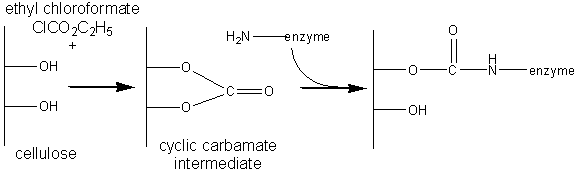 ethyl chloroformate
ClCO2C2H5
+
OH
OH
cellulose
O
O
C
O
cyclic carbamate
intermediate
H2N
enzyme
O
O
C
N
H
enzyme
OH